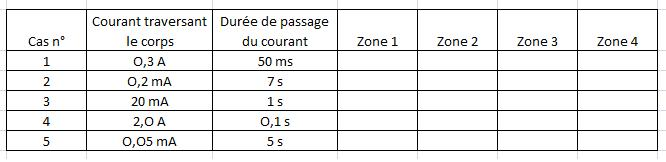 Cas n° Courant traversant le corps Durée de passage du courant Zone 1 Zone 2 Zone 3 Zone 4
1 O,3 A 50 ms
2 O,2 mA 7 s
3 20 mA 1 s
4 2,O A O,1 s
5 O,O5 mA 5 s